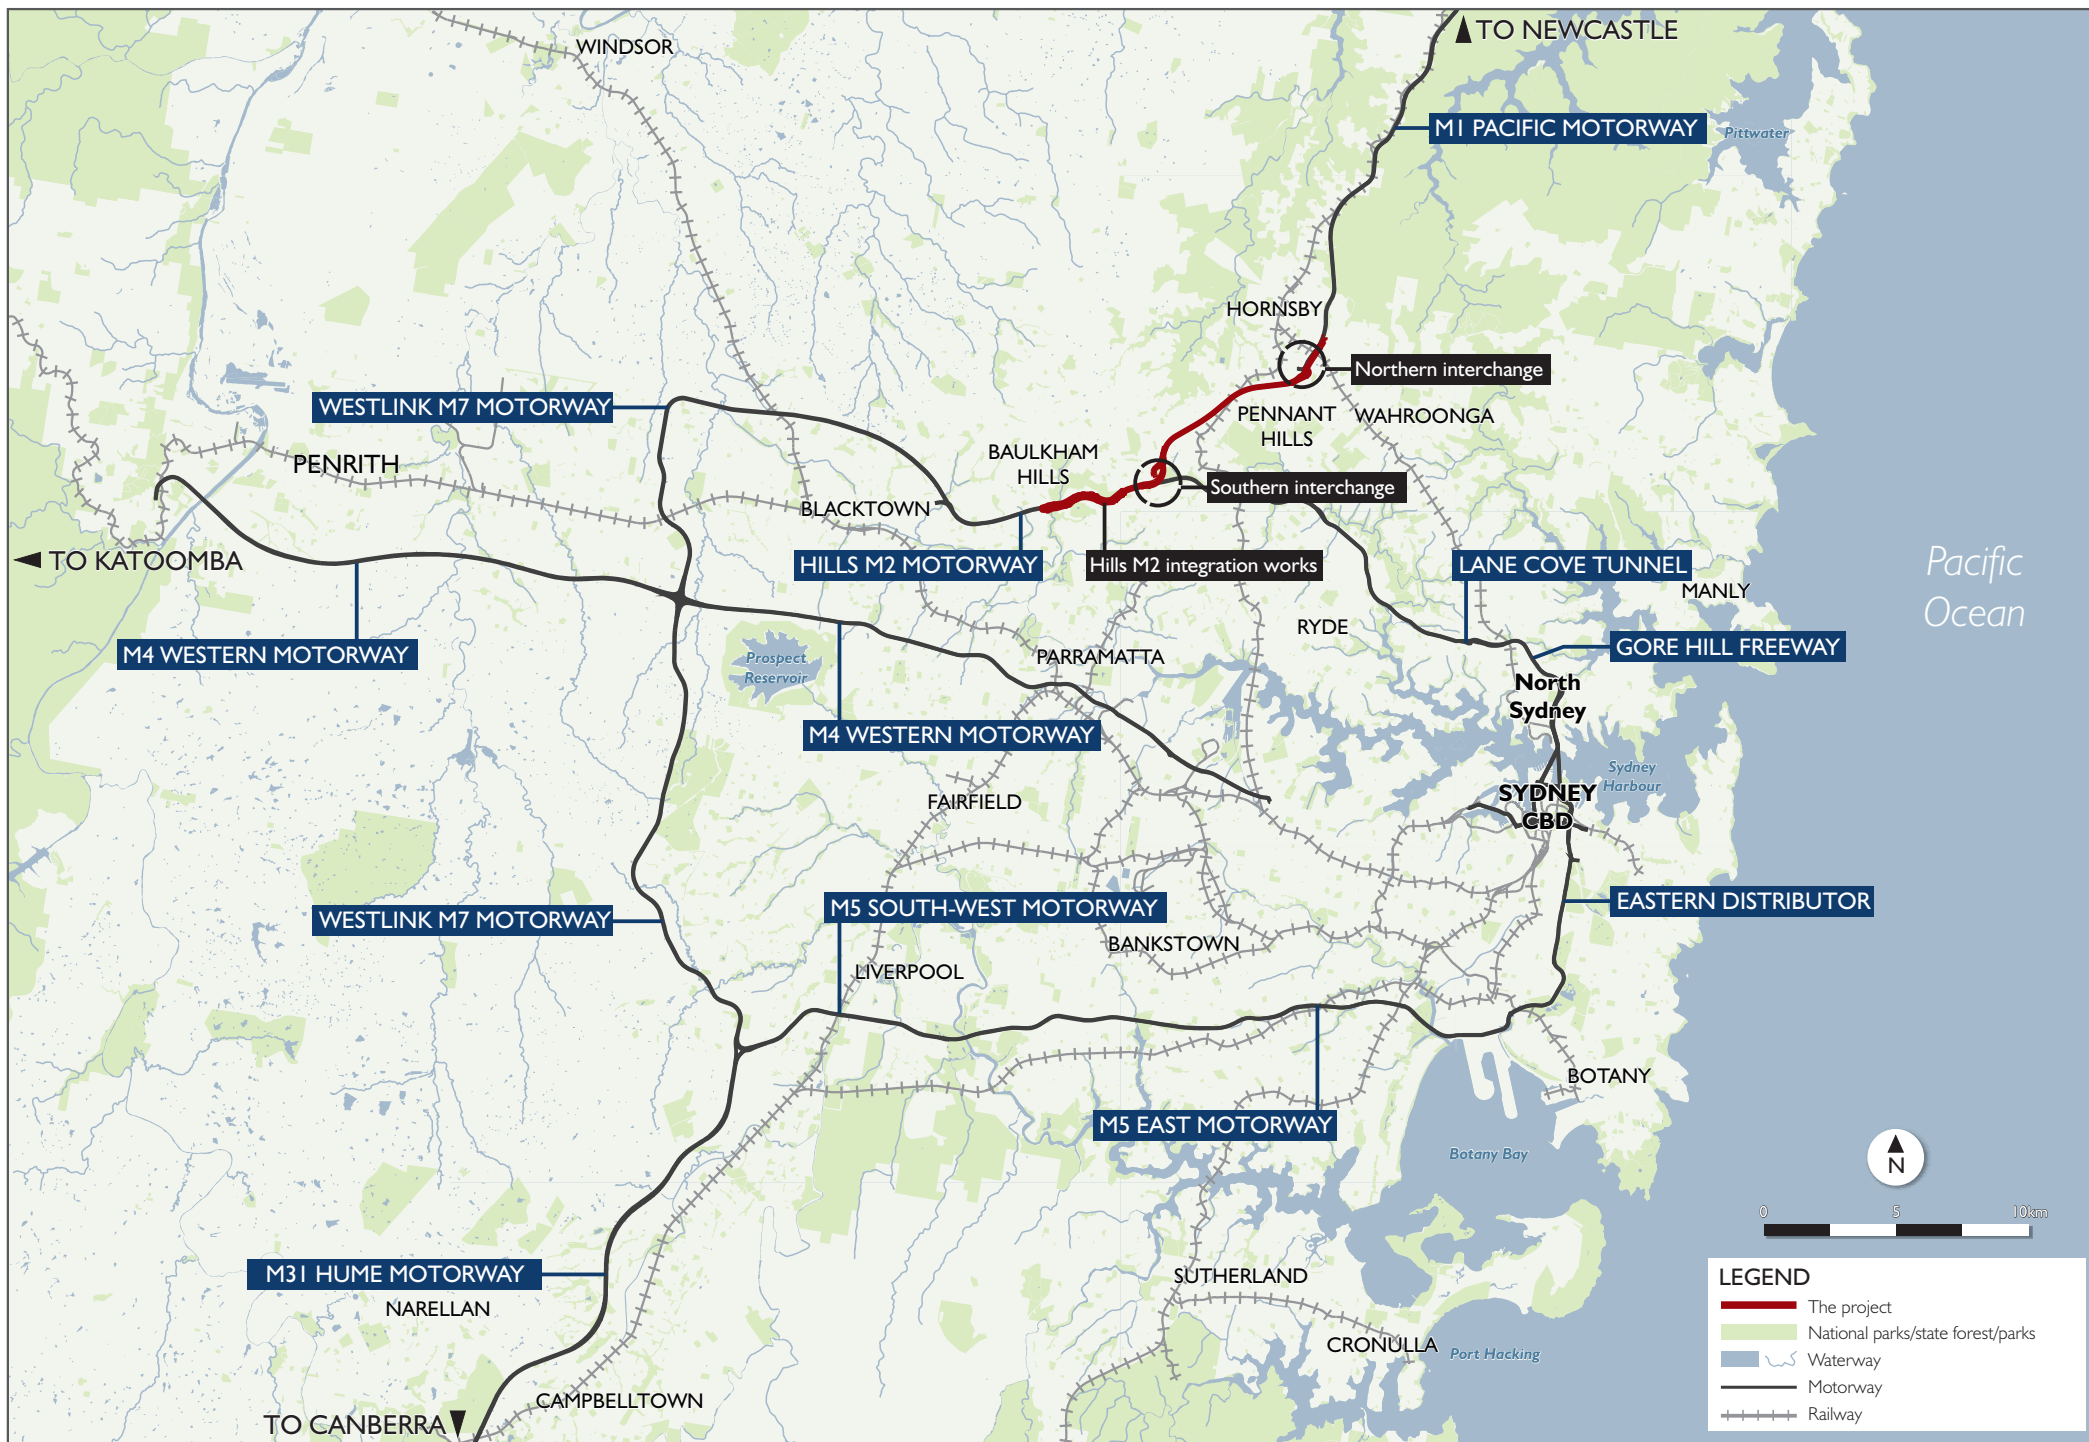 TO NEWCASTLE
WINDSOR
M1 PACIFIC MOTORWAY
Pittwater
HORNSBY
Northern interchange
WESTLINK M7 MOTORWAY
PENNANT
HILLS
WAHROONGA
BAULKHAM
HILLS
PENRITH
Southern interchange
BLACKTOWN
TO KATOOMBA
HILLS M2 MOTORWAY
Hills M2 integration works
LANE COVE TUNNEL
MANLY
Pacific
Ocean
RYDE
M4 WESTERN MOTORWAY
Prospect
Reservoir
PARRAMATTA
GORE HILL FREEWAY
North
Sydney
M4 WESTERN MOTORWAY
Sydney
Harbour
SYDNEY
CBD
FAIRFIELD
EASTERN DISTRIBUTOR
WESTLINK M7 MOTORWAY
M5 SOUTH-WEST MOTORWAY
BANKSTOWN
LIVERPOOL
BOTANY
M5 EAST MOTORWAY
Botany Bay
N
0 5 10km
M31 HUME MOTORWAY
NARELLAN
SUTHERLAND
CRONULLA
Port Hacking
CAMPBELLTOWN
TO CANBERRA
LEGEND
The project
National parks/state forest/parks
Waterway
Motorway
Railway